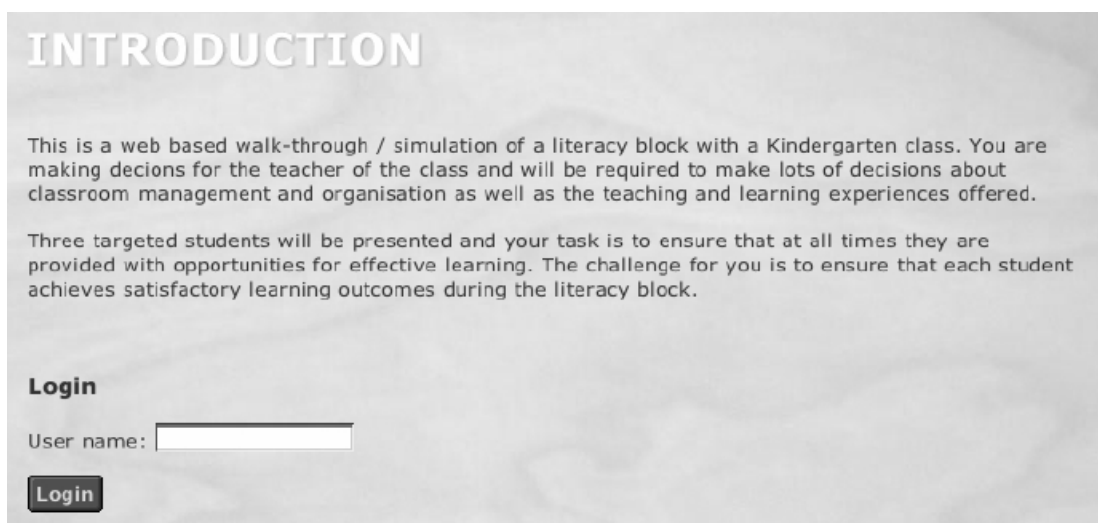 INTRODUCTION
This is a web based walk-through / simulation of a literacy block with a Kindergarten class. You are
making decions for the teacher of the class and will be required to make lots of decisions about
classroom management and organisation as well as the teaching and learning experiences offered.
Three targeted students will be presented and your task is to ensure that at all times they are
provided with opportunities for effective learning. The challenge for you is to ensure that each student
achieves satisfactory learning outcomes during the literacy block.
Login
User name:
Login